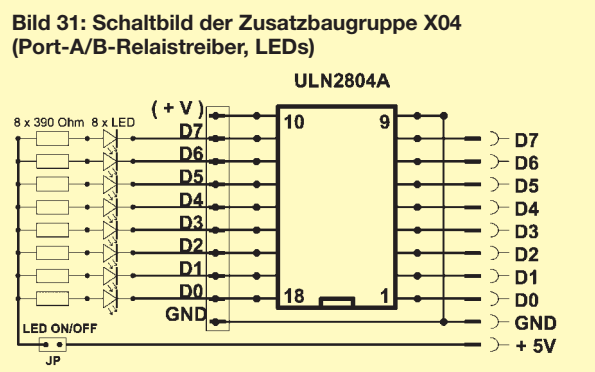 Bild 31: Schaltbild der Zusatzbaugruppe X04
(Port-A/B-Relaistreiber, LEDs)
ULN2804A
8 x 390 Ohm 8 x LED
( + V )
10 9
D7 D7
D6 D6
D5 D5
D4 D4
D3 D3
D2 D2
D1 D1
D0 18 1 D0
GND GND
LED ON/OFF
+ 5V
JP